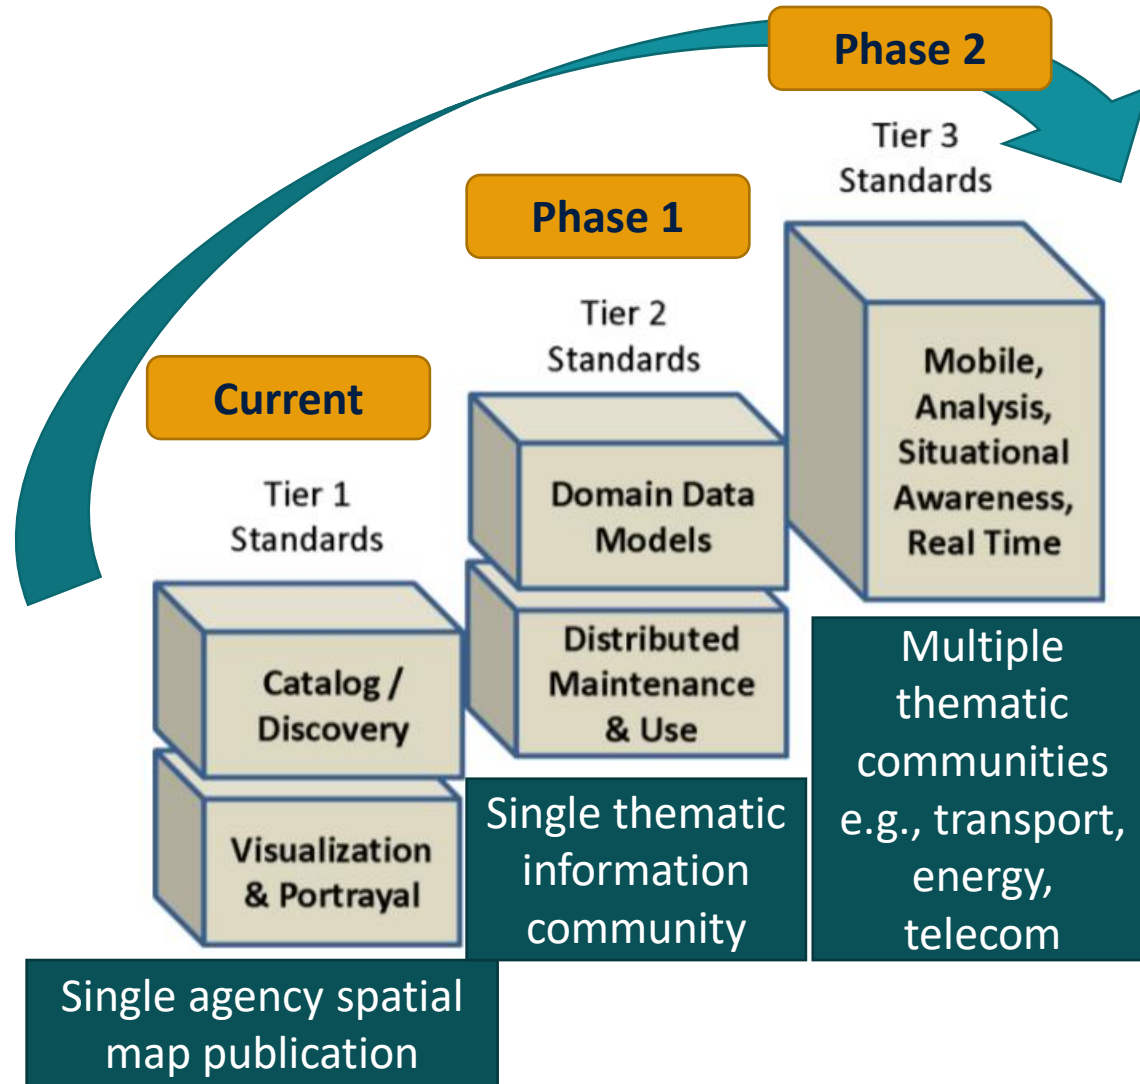 Phase 2
Tier 3
Standards
Mobile,
Analysis,
Situational
Awareness,
Real Time
Multiple
thematic
communities
e.g., transport,
energy,
telecom
Phase 1
Tier 2
Standards
Domain Data
Models
Distributed
Maintenance
& Use
Single thematic
information
community
Current
Tier 1
Standards
Catalog /
Discovery
Visualization
& Portrayal
Single agency spatial
map publication